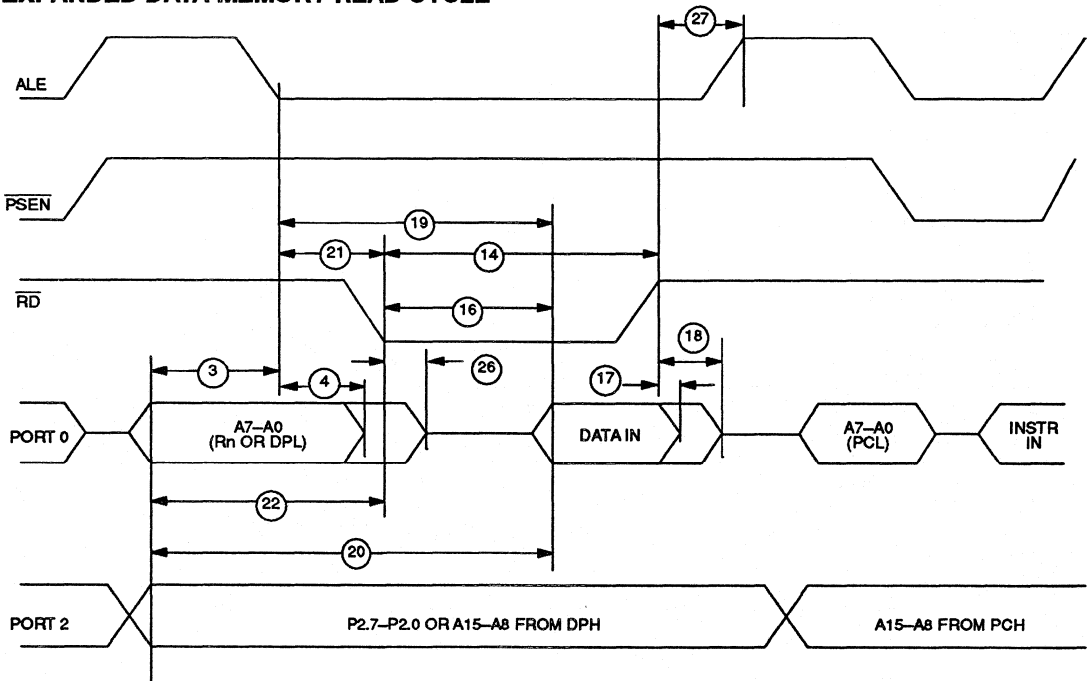 EXPANDED DATA MEMORY READ CYCLE
27
ALE
PSEN
19
21
14
RD
16
18
3
4
26
17
PORT 0
A7–A0
(Rn OR DPL)
DATA IN
A7–A0
(PCL)
INSTR
IN
22
20
PORT 2
P2.7–P2.0 OR A15–A8 FROM DPH
A15–A8 FROM PCH